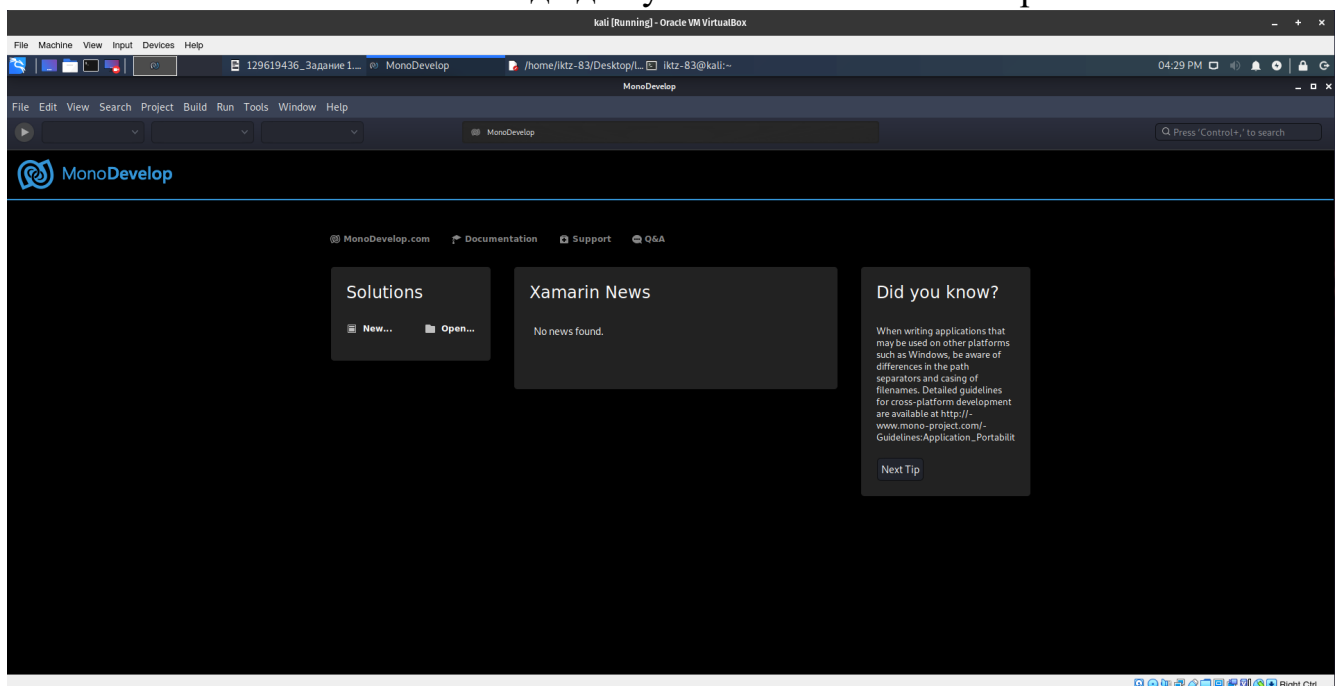 kali [Running] - Oracle VM VirtualBox
File Machine View Input Devices Help
129619436_Задание 1.... MonoDevelop /home/iktz-83/Desktop/l... iktz-83@kali:~ 04:29 PM
MonoDevelop
File Edit View Search Project Build Run Tools Window Help
MonoDevelop Press 'Control+,' to search
MonoDevelop
MonoDevelop.com Documentation Support Q&A
Solutions
New... Open...
Xamarin News
No news found.
Did you know?
When writing applications that
may be used on other platforms
such as Windows, be aware of
differences in the path
separators and casing of
filenames. Detailed guidelines
for cross-platform development
are available at http://-
www.mono-project.com/-
Guidelines:Application_Portabilit
Next Tip
Right Ctrl